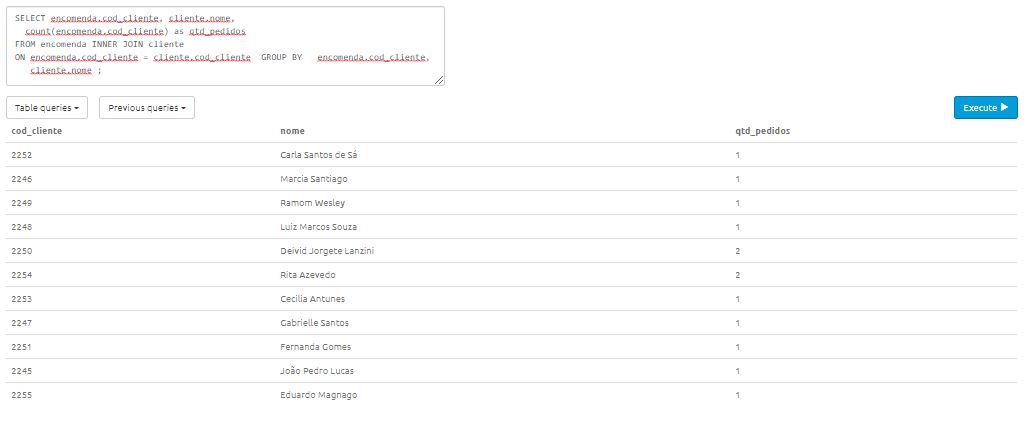 SELECT encomenda.cod_cliente, cliente.nome,
count(encomenda.cod_cliente) as qtd_pedidos
FROM encomenda INNER JOIN cliente
ON encomenda.cod_cliente = cliente.cod_cliente GROUP BY encomenda.cod_cliente,
cliente.nome ;
Table queries Previous queries Execute
cod_cliente nome qtd_pedidos
2252 Carla Santos de Sá 1
2246 Marcia Santiago 1
2249 Ramom Wesley 1
2248 Luiz Marcos Souza 1
2250 Deivid Jorgete Lanzini 2
2254 Rita Azevedo 2
2253 Cecilia Antunes 1
2247 Gabrielle Santos 1
2251 Fernanda Gomes 1
2245 João Pedro Lucas 1
2255 Eduardo Magnago 1